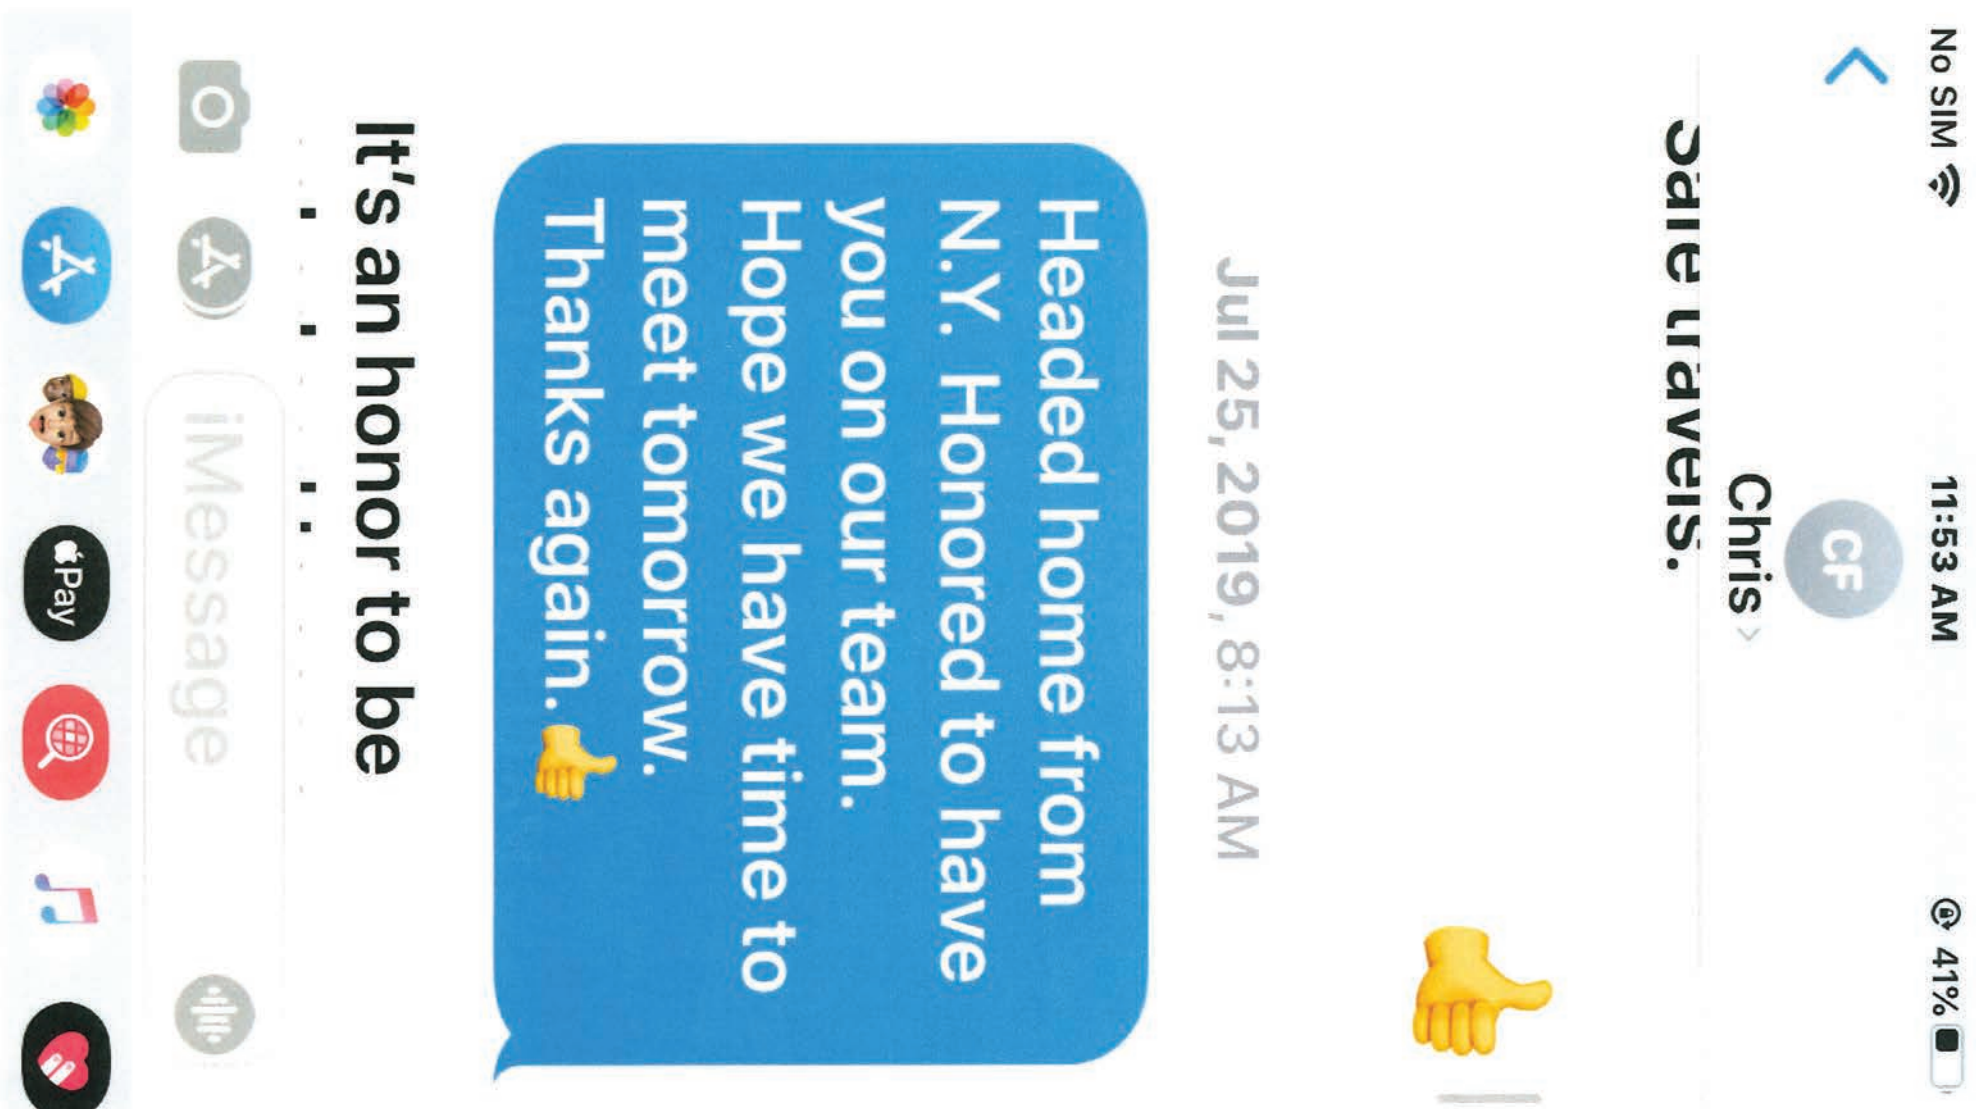 No SIM 11:53 AM 41%
CF
Chris >
Safe travels.
👍
Jul 25, 2019, 8:13 AM
Headed home from
N.Y. Honored to have
you on our team.
Hope we have time to
meet tomorrow.
Thanks again. 👍
It's an honor to be
iMessage
Pay